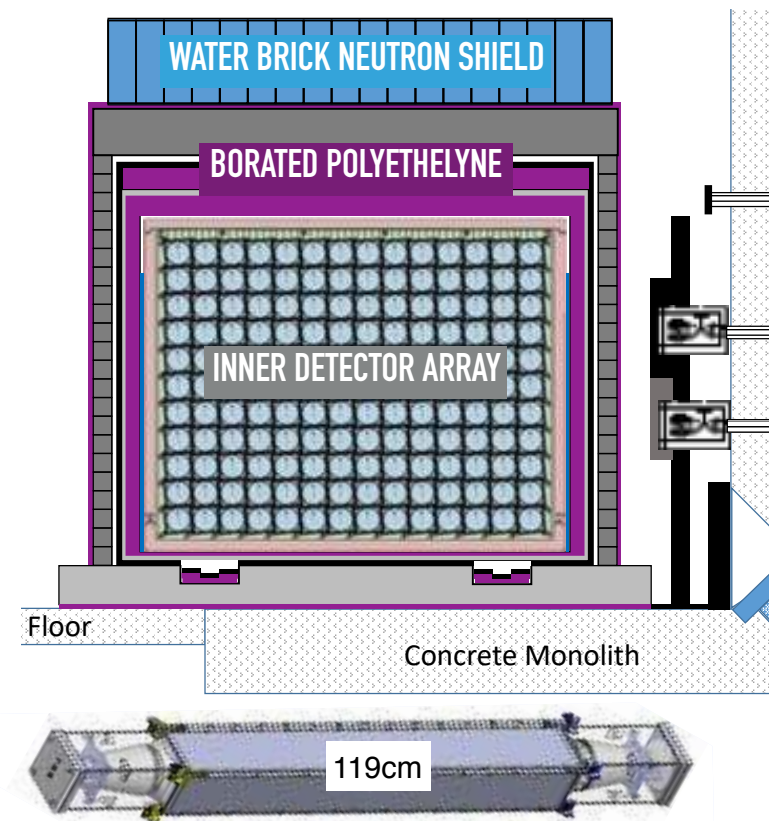 WATER BRICK NEUTRON SHIELD
BORATED POLYETHELYNE
INNER DETECTOR ARRAY
Floor
Concrete Monolith
119cm